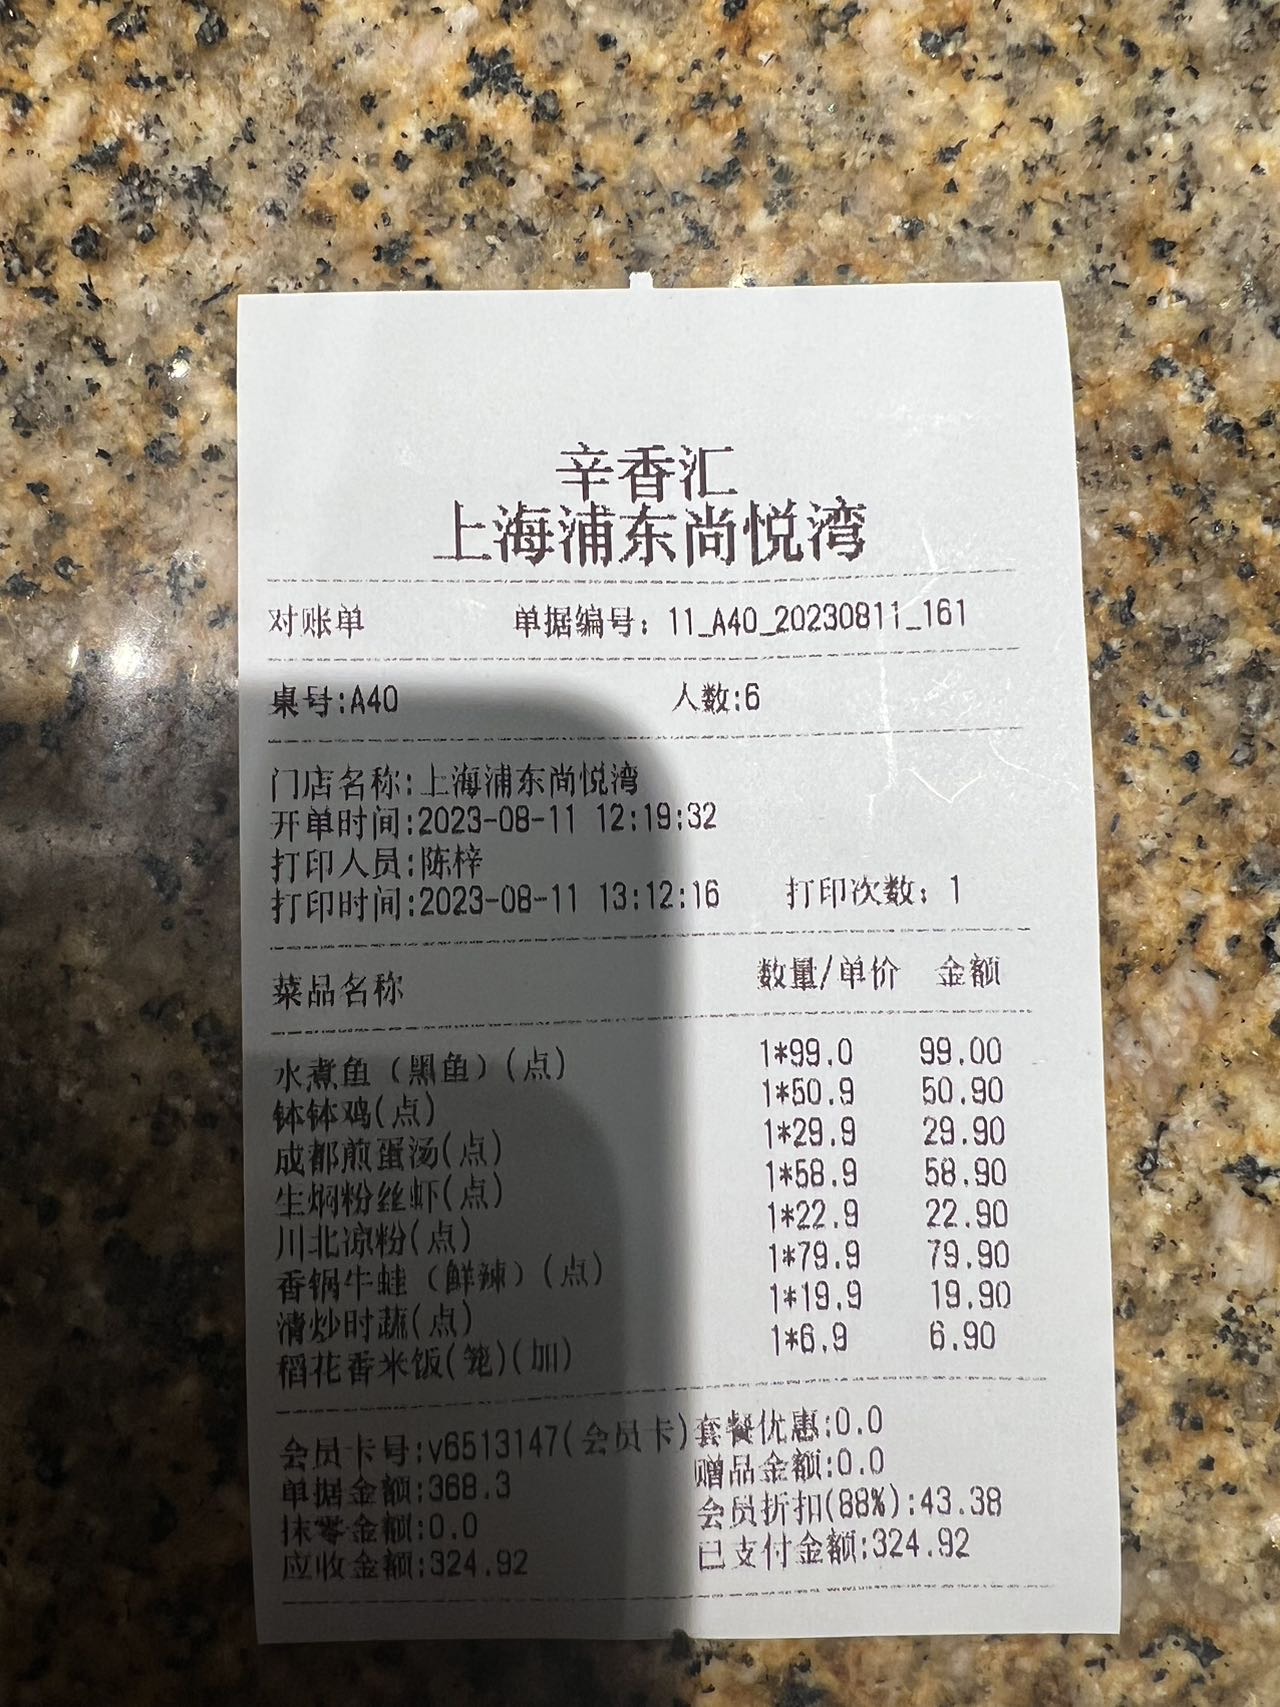 辛香汇
上海浦东尚悦湾
对账单 单据编号：11_A40_20230811_161
桌号:A40 人数:6
门店名称:上海浦东尚悦湾
开单时间:2023-08-11 12:19:32
打印人员:陈梓
打印时间:2023-08-11 13:12:16 打印次数：1
菜品名称 数量/单价 金额
水煮鱼（黑鱼）(点) 1*99.0 99.00
钵钵鸡(点) 1*50.9 50.90
成都煎蛋汤(点) 1*29.9 29.90
生焖粉丝虾(点) 1*58.9 58.90
川北凉粉(点) 1*22.9 22.90
香锅牛蛙（鲜辣）(点) 1*79.9 79.90
清炒时蔬(点) 1*19.9 19.90
稻花香米饭(笼)(加) 1*6.9 6.90
会员卡号:v6513147(会员卡) 套餐优惠:0.0
单据金额:368.3 赠品金额:0.0
抹零金额:0.0 会员折扣(88%):43.38
应收金额:324.92 已支付金额:324.92